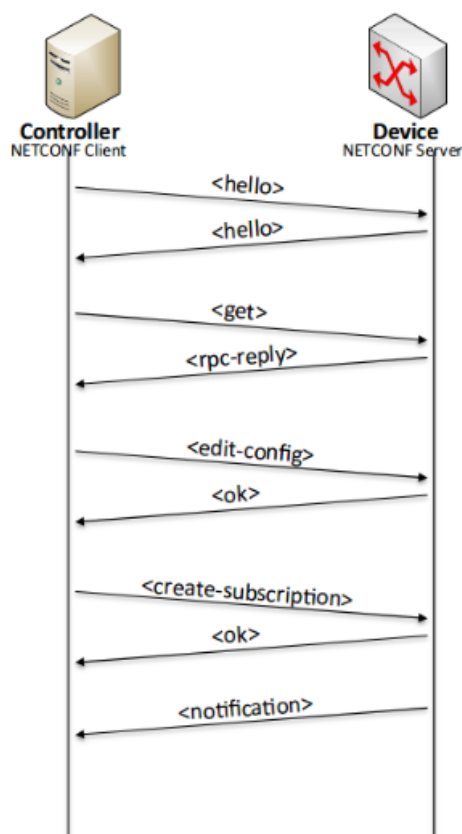 Controller
NETCONF Client
Device
NETCONF Server
<hello>
<hello>
<get>
<rpc-reply>
<edit-config>
<ok>
<create-subscription>
<ok>
<notification>